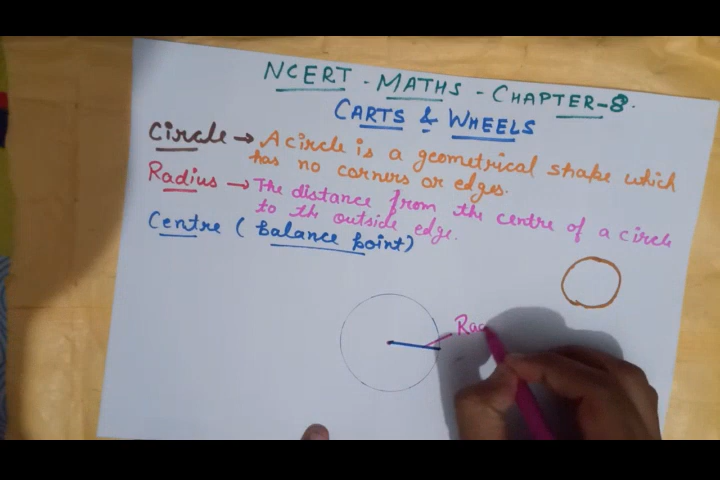 NCERT - MATHS - CHAPTER-8.
CARTS & WHEELS
Circle → A circle is a geometrical shape which
has no corners or edges.
Radius → The distance from the centre of a circle
to the outside edge.
Centre (balance point)
Rad